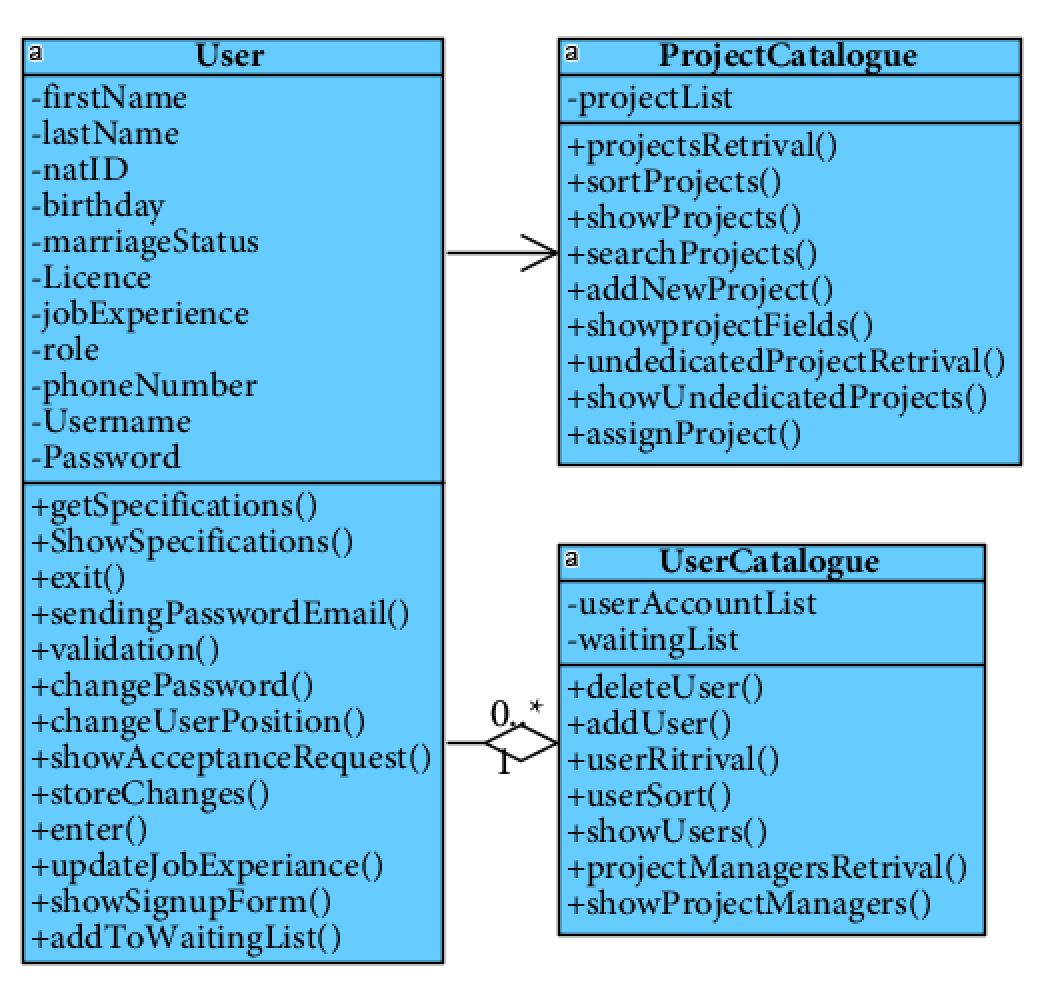 a User
-firstName
-lastName
-natID
-birthday
-marriageStatus
-Licence
-jobExperience
-role
-phoneNumber
-Username
-Password
+getSpecifications()
+ShowSpecifications()
+exit()
+sendingPasswordEmail()
+validation()
+changePassword()
+changeUserPosition()
+showAcceptanceRequest()
+storeChanges()
+enter()
+updateJobExperiance()
+showSignupForm()
+addToWaitingList()
a ProjectCatalogue
-projectList
+projectsRetrival()
+sortProjects()
+showProjects()
+searchProjects()
+addNewProject()
+showprojectFields()
+undedicatedProjectRetrival()
+showUndedicatedProjects()
+assignProject()
0..*
1
a UserCatalogue
-userAccountList
-waitingList
+deleteUser()
+addUser()
+userRitrival()
+userSort()
+showUsers()
+projectManagersRetrival()
+showProjectManagers()